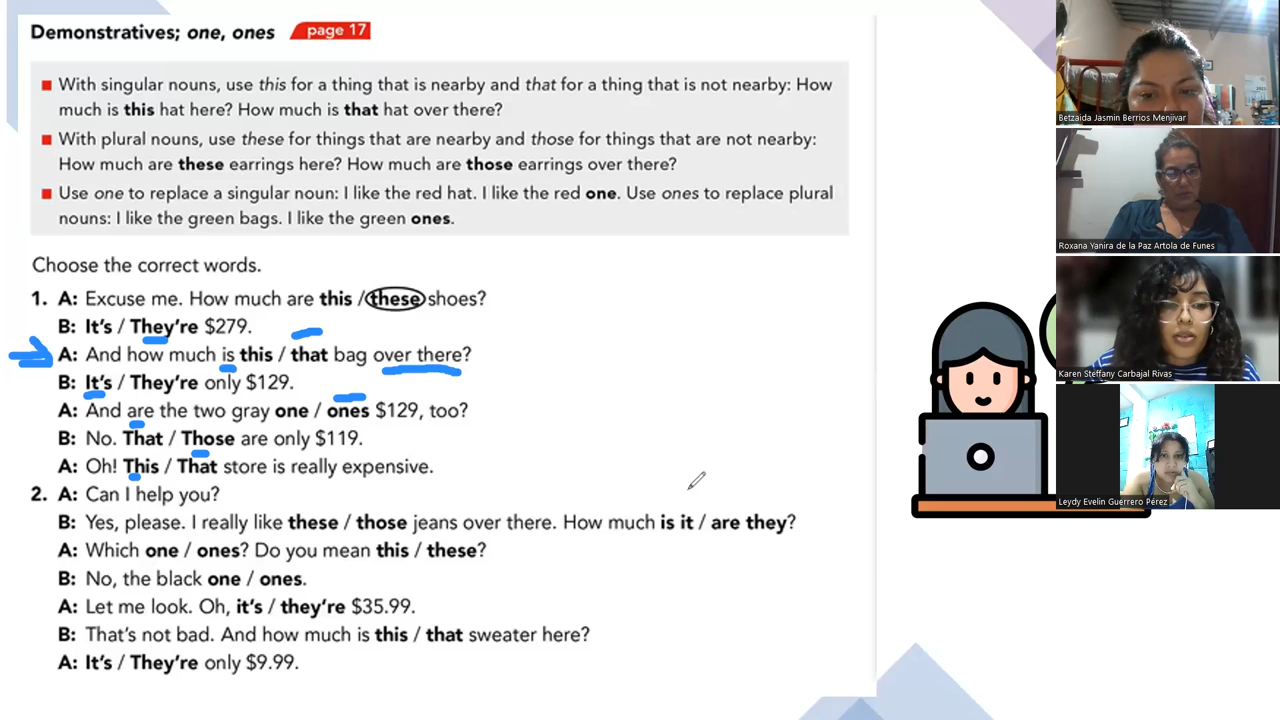 Demonstratives; one, ones page 17
With singular nouns, use this for a thing that is nearby and that for a thing that is not nearby: How
much is this hat here? How much is that hat over there?
With plural nouns, use these for things that are nearby and those for things that are not nearby:
How much are these earrings here? How much are those earrings over there?
Use one to replace a singular noun: I like the red hat. I like the red one. Use ones to replace plural
nouns: I like the green bags. I like the green ones.
Choose the correct words.
1. A: Excuse me. How much are this / these shoes?
B: It's / They're $279.
A: And how much is this / that bag over there?
B: It's / They're only $129.
A: And are the two gray one / ones $129, too?
B: No. That / Those are only $119.
A: Oh! This / That store is really expensive.
2. A: Can I help you?
B: Yes, please. I really like these / those jeans over there. How much is it / are they?
A: Which one / ones? Do you mean this / these?
B: No, the black one / ones.
A: Let me look. Oh, it's / they're $35.99.
B: That's not bad. And how much is this / that sweater here?
A: It's / They're only $9.99.
Betzaida Jasmin Berrios Menjivar
Roxana Yanira de la Paz Artola de Funes
Karen Steffany Carbajal Rivas
Leydy Evelin Guerrero Pérez